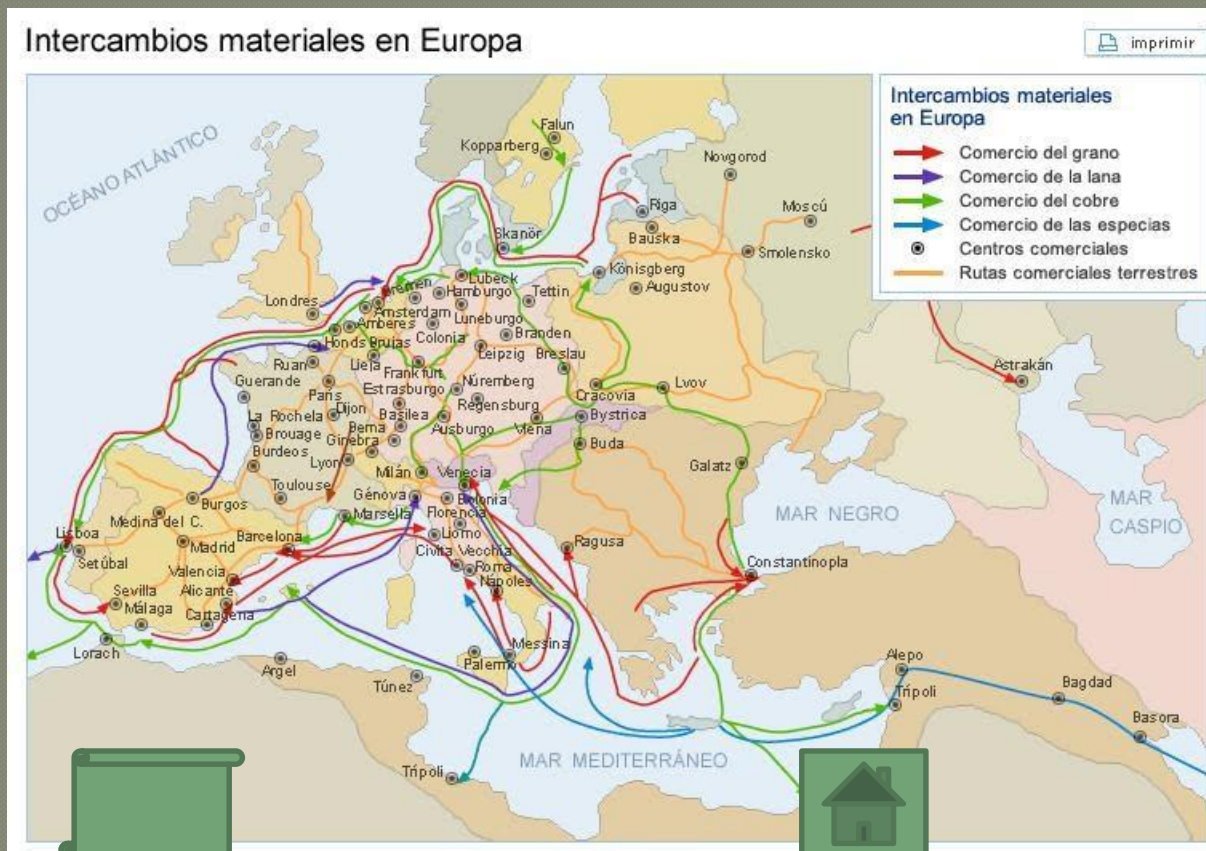 Intercambios materiales en Europa
imprimir
Intercambios materiales
en Europa
Comercio del grano
Comercio de la lana
Comercio del cobre
Comercio de las especias
Centros comerciales
Rutas comerciales terrestres
OCÉANO ATLÁNTICO
Falun
Kopparberg
Novgorod
Riga
Moscú
Bauska
Skanör
Smolensko
Königsberg
Lubeck
Augustov
Bremen
Hamburgo
Tettin
Londres
Amsterdam
Luneburgo
Amberes
Colonia
Branden
Honds Brujas
Leipzig
Breslau
Ruan
Lieja
Frankfurt
Astrakán
Guerande
París
Estrasburgo
Núremberg
Cracovia
Lvov
La Rochela
Dijon
Basilea
Regensburg
Bystrica
Brouage
Berna
Ausburgo
Viena
Ginebra
Buda
Burdeos
Lyon
Milán
Venecia
Galatz
Toulouse
Génova
Bolonia
Burgos
Marsella
Florencia
MAR
CASPIO
Medina del C.
MAR NEGRO
Lisboa
Barcelona
Liorno
Ragusa
Madrid
Civita Vecchia
Setúbal
Roma
Constantinopla
Valencia
Nápoles
Sevilla
Alicante
Málaga
Cartagena
Messina
Lorach
Palermo
Alepo
Argel
Túnez
Trípoli
Bagdad
Basora
MAR MEDITERRÁNEO
Trípoli